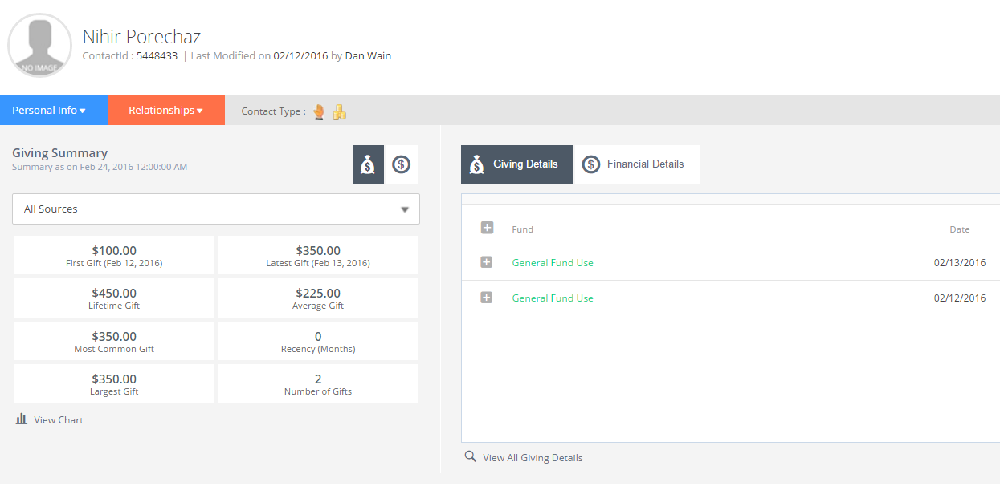 NO IMAGE
Nihir Porechaz
ContactId : 5448433 | Last Modified on 02/12/2016 by Dan Wain
Personal Info
Relationships
Contact Type :
Giving Summary
Summary as on Feb 24, 2016 12:00:00 AM
All Sources
$100.00
First Gift (Feb 12, 2016)
$350.00
Latest Gift (Feb 13, 2016)
$450.00
Lifetime Gift
$225.00
Average Gift
$350.00
Most Common Gift
0
Recency (Months)
$350.00
Largest Gift
2
Number of Gifts
View Chart
Giving Details
Financial Details
Fund Date
General Fund Use 02/13/2016
General Fund Use 02/12/2016
View All Giving Details